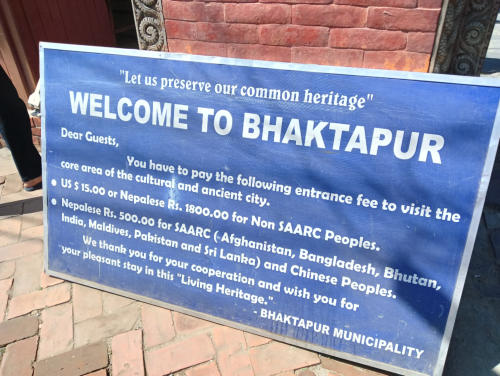 "Let us preserve our common heritage"
WELCOME TO BHAKTAPUR
Dear Guests,
You have to pay the following entrance fee to visit the
core area of the cultural and ancient city.
• US $ 15.00 or Nepalese Rs. 1800.00 for Non SAARC Peoples.
• Nepalese Rs. 500.00 for SAARC ( Afghanistan, Bangladesh, Bhutan,
India, Maldives, Pakistan and Sri Lanka) and Chinese Peoples.
We thank you for your cooperation and wish you for
your pleasant stay in this "Living Heritage."
- BHAKTAPUR MUNICIPALITY